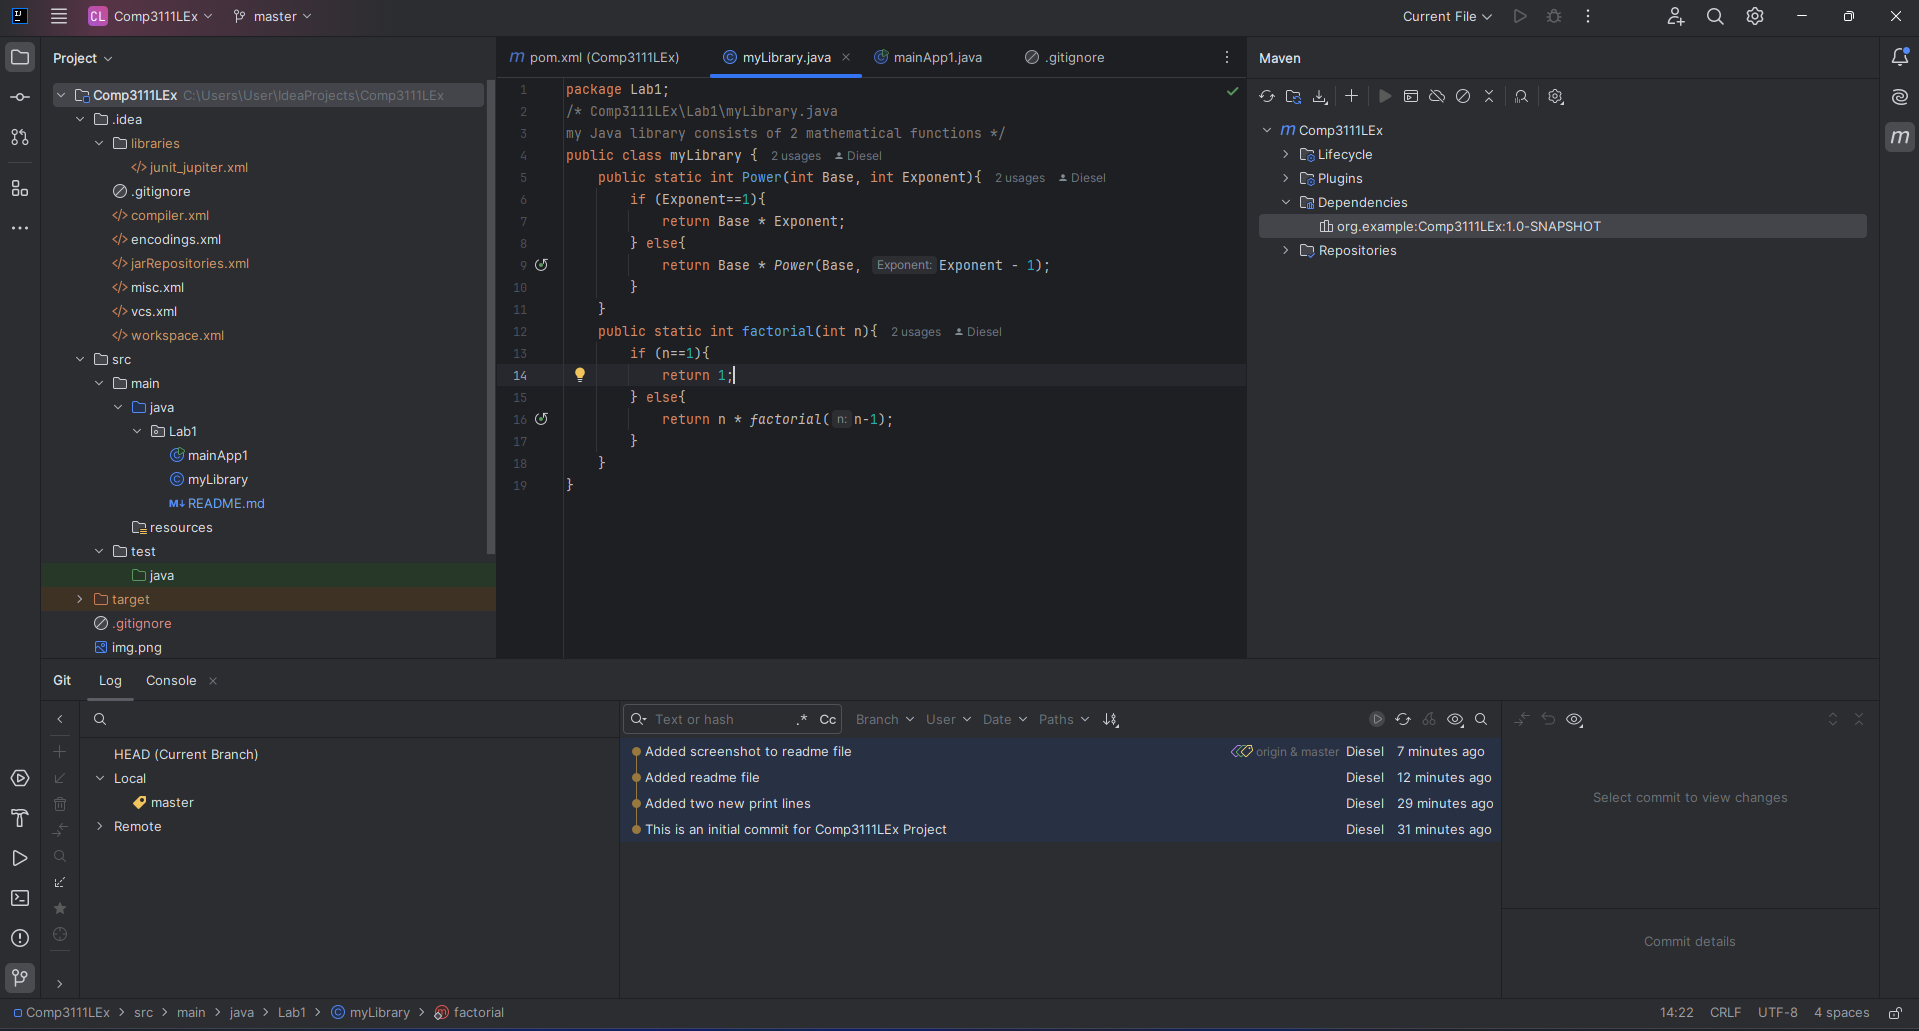 CL Comp3111LEx master Current File
Project
Comp3111LEx C:\Users\User\IdeaProjects\Comp3111LEx
.idea
libraries
junit_jupiter.xml
.gitignore
compiler.xml
encodings.xml
jarRepositories.xml
misc.xml
vcs.xml
workspace.xml
src
main
java
Lab1
mainApp1
myLibrary
README.md
resources
test
java
target
.gitignore
img.png
pom.xml (Comp3111LEx) myLibrary.java mainApp1.java .gitignore
1 package Lab1;
2 /* Comp3111LEx\Lab1\myLibrary.java
3 my Java library consists of 2 mathematical functions */
4 public class myLibrary { 2 usages Diesel
5 public static int Power(int Base, int Exponent){ 2 usages Diesel
6 if (Exponent==1){
7 return Base * Exponent;
8 } else{
9 return Base * Power(Base, Exponent: Exponent - 1);
10 }
11 }
12 public static int factorial(int n){ 2 usages Diesel
13 if (n==1){
14 return 1;
15 } else{
16 return n * factorial( n: n-1);
17 }
18 }
19 }
Maven
Comp3111LEx
Lifecycle
Plugins
Dependencies
org.example:Comp3111LEx:1.0-SNAPSHOT
Repositories
Git Log Console
HEAD (Current Branch)
Local
master
Remote
Text or hash .* Cc Branch User Date Paths
Added screenshot to readme file origin & master Diesel 7 minutes ago
Added readme file Diesel 12 minutes ago
Added two new print lines Diesel 29 minutes ago
This is an initial commit for Comp3111LEx Project Diesel 31 minutes ago
Select commit to view changes
Commit details
Comp3111LEx > src > main > java > Lab1 > myLibrary > factorial 14:22 CRLF UTF-8 4 spaces